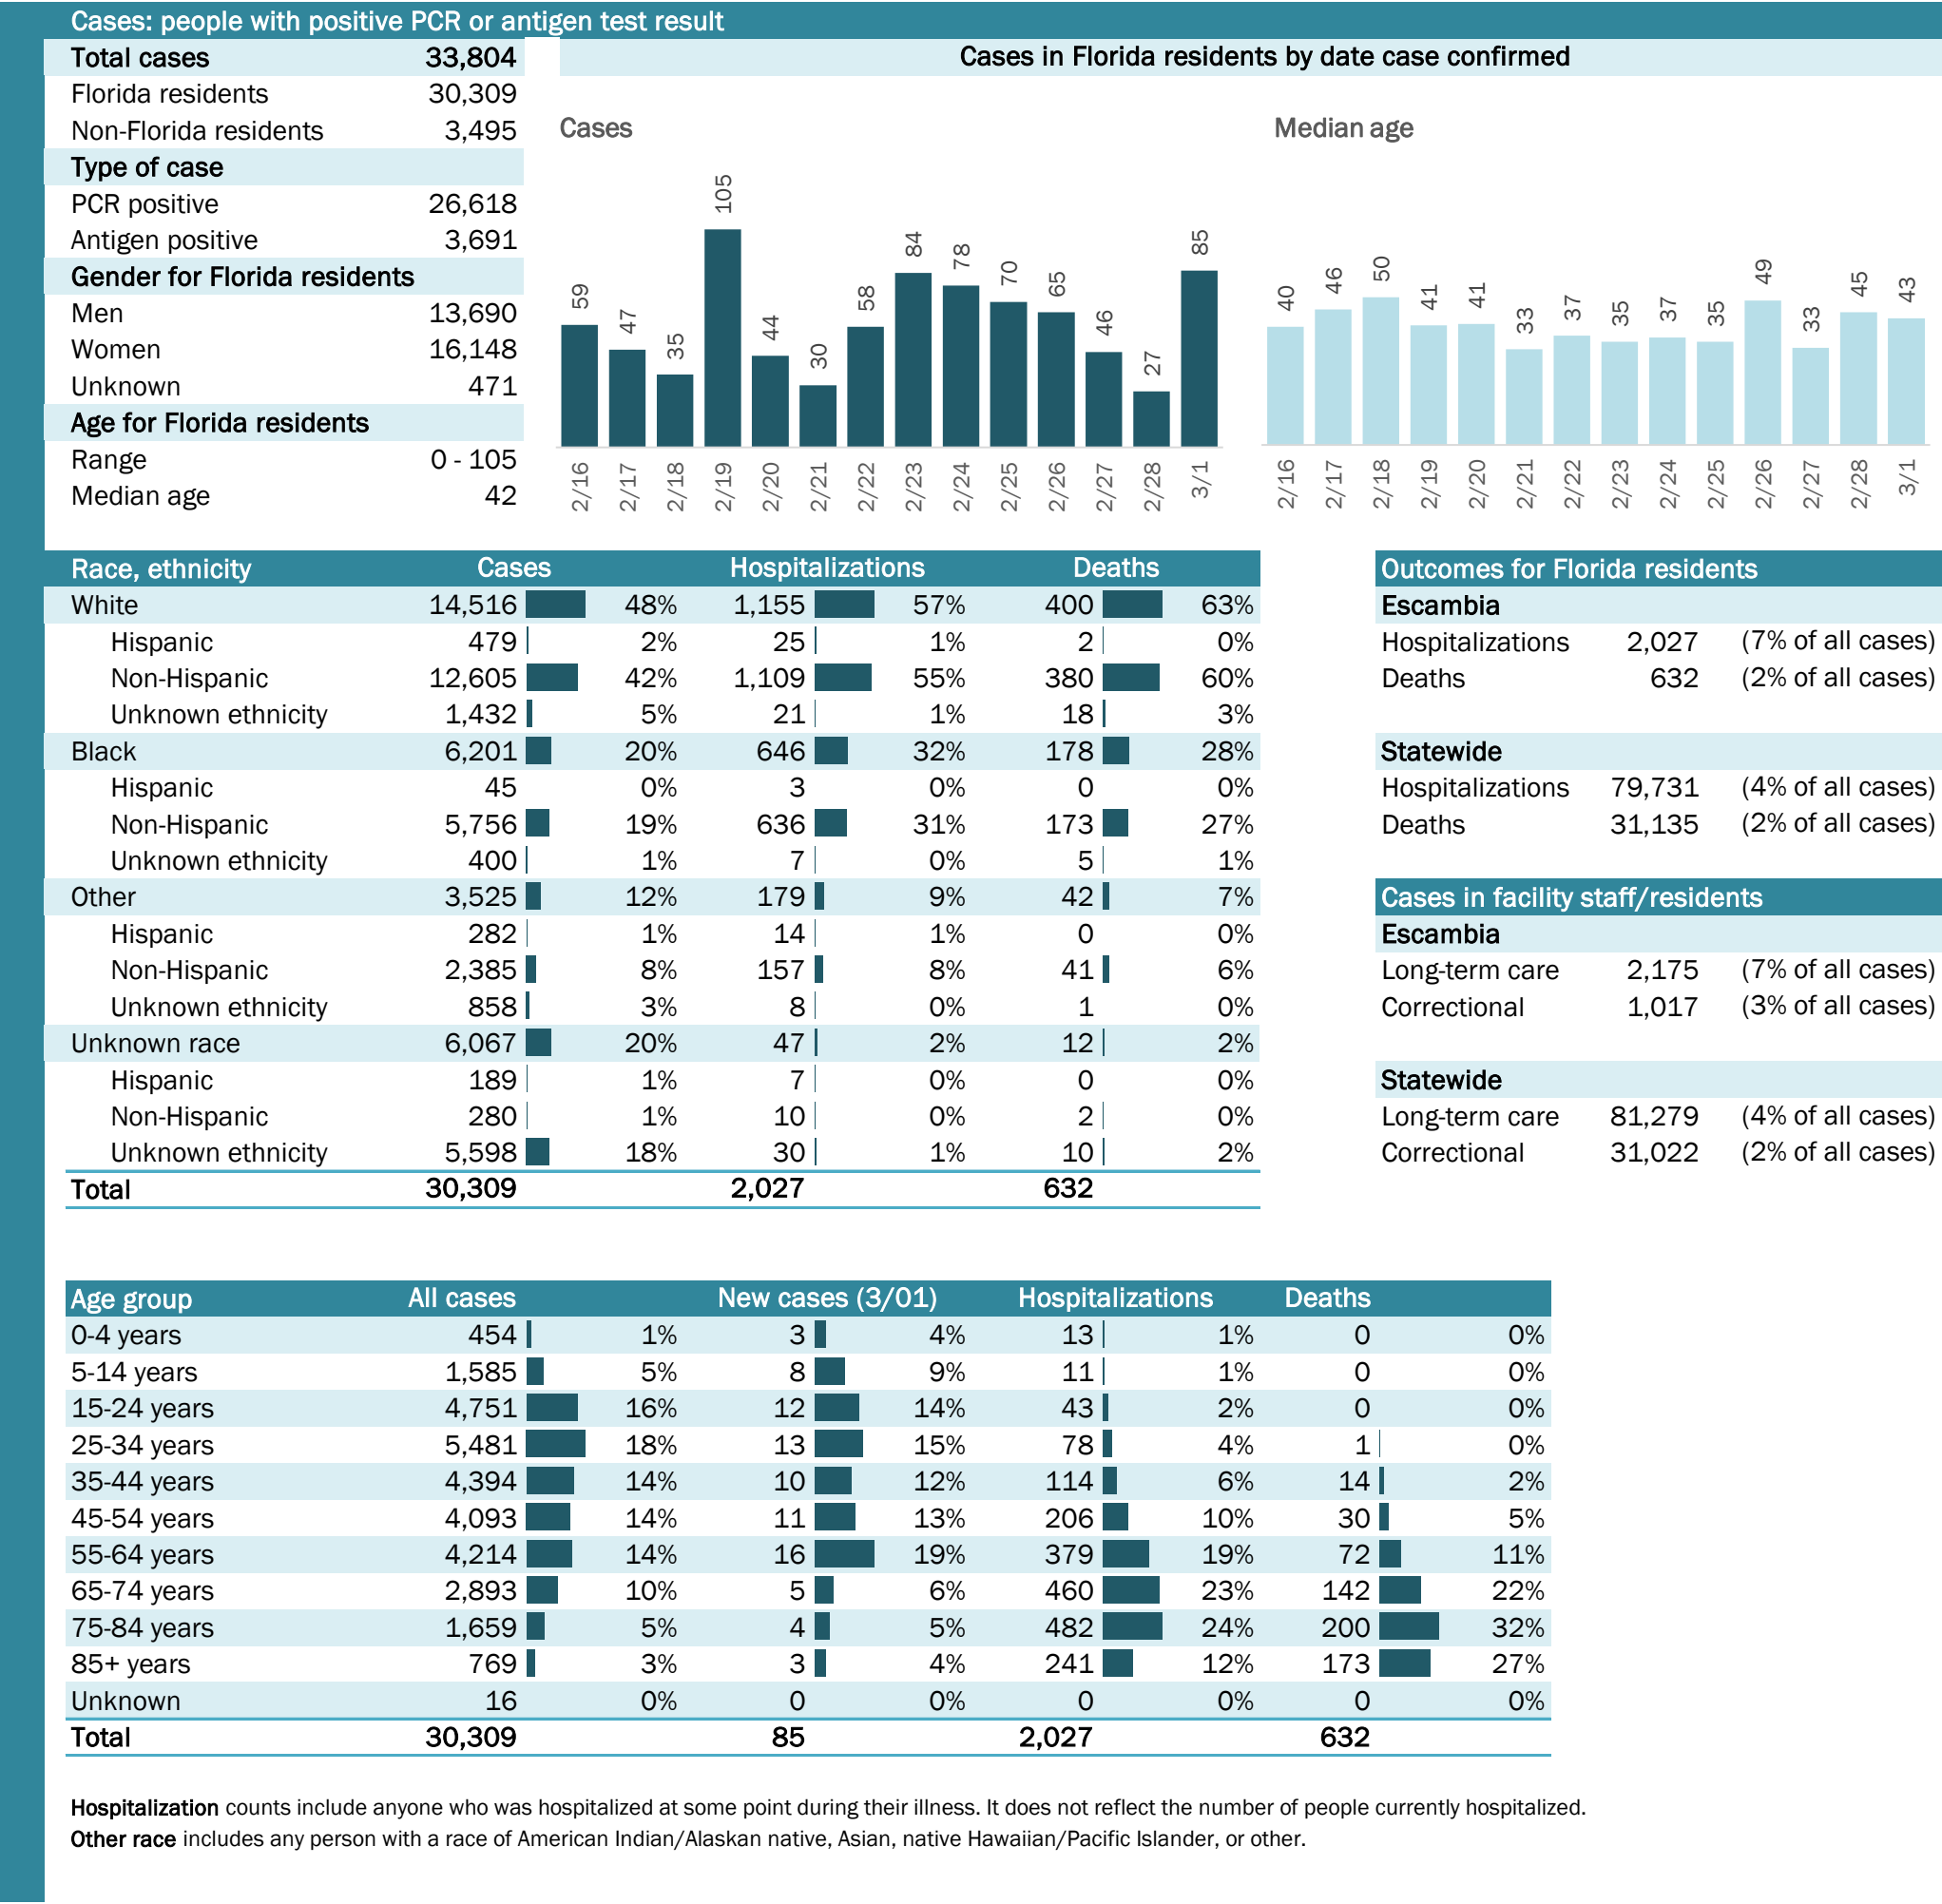 Cases: people with positive PCR or antigen test result
Total cases 33,804
Florida residents 30,309
Non-Florida residents 3,495
Type of case
PCR positive 26,618
Antigen positive 3,691
Gender for Florida residents
Men 13,690
Women 16,148
Unknown 471
Age for Florida residents
Range 0 - 105
Median age 42
Cases in Florida residents by date case confirmed
Cases
59 47 35 105 44 30 58 84 78 70 65 46 27 85
2/16 2/17 2/18 2/19 2/20 2/21 2/22 2/23 2/24 2/25 2/26 2/27 2/28 3/1
Median age
40 46 50 41 41 33 37 35 37 35 49 33 45 43
2/16 2/17 2/18 2/19 2/20 2/21 2/22 2/23 2/24 2/25 2/26 2/27 2/28 3/1
Race, ethnicity Cases Hospitalizations Deaths
White 14,516 48% 1,155 57% 400 63%
Hispanic 479 2% 25 1% 2 0%
Non-Hispanic 12,605 42% 1,109 55% 380 60%
Unknown ethnicity 1,432 5% 21 1% 18 3%
Black 6,201 20% 646 32% 178 28%
Hispanic 45 0% 3 0% 0 0%
Non-Hispanic 5,756 19% 636 31% 173 27%
Unknown ethnicity 400 1% 7 0% 5 1%
Other 3,525 12% 179 9% 42 7%
Hispanic 282 1% 14 1% 0 0%
Non-Hispanic 2,385 8% 157 8% 41 6%
Unknown ethnicity 858 3% 8 0% 1 0%
Unknown race 6,067 20% 47 2% 12 2%
Hispanic 189 1% 7 0% 0 0%
Non-Hispanic 280 1% 10 0% 2 0%
Unknown ethnicity 5,598 18% 30 1% 10 2%
Total 30,309 2,027 632
Outcomes for Florida residents
Escambia
Hospitalizations 2,027 (7% of all cases)
Deaths 632 (2% of all cases)
Statewide
Hospitalizations 79,731 (4% of all cases)
Deaths 31,135 (2% of all cases)
Cases in facility staff/residents
Escambia
Long-term care 2,175 (7% of all cases)
Correctional 1,017 (3% of all cases)
Statewide
Long-term care 81,279 (4% of all cases)
Correctional 31,022 (2% of all cases)
Age group All cases New cases (3/01) Hospitalizations Deaths
0-4 years 454 1% 3 4% 13 1% 0 0%
5-14 years 1,585 5% 8 9% 11 1% 0 0%
15-24 years 4,751 16% 12 14% 43 2% 0 0%
25-34 years 5,481 18% 13 15% 78 4% 1 0%
35-44 years 4,394 14% 10 12% 114 6% 14 2%
45-54 years 4,093 14% 11 13% 206 10% 30 5%
55-64 years 4,214 14% 16 19% 379 19% 72 11%
65-74 years 2,893 10% 5 6% 460 23% 142 22%
75-84 years 1,659 5% 4 5% 482 24% 200 32%
85+ years 769 3% 3 4% 241 12% 173 27%
Unknown 16 0% 0 0% 0 0% 0 0%
Total 30,309 85 2,027 632
Hospitalization counts include anyone who was hospitalized at some point during their illness. It does not reflect the number of people currently hospitalized.
Other race includes any person with a race of American Indian/Alaskan native, Asian, native Hawaiian/Pacific Islander, or other.